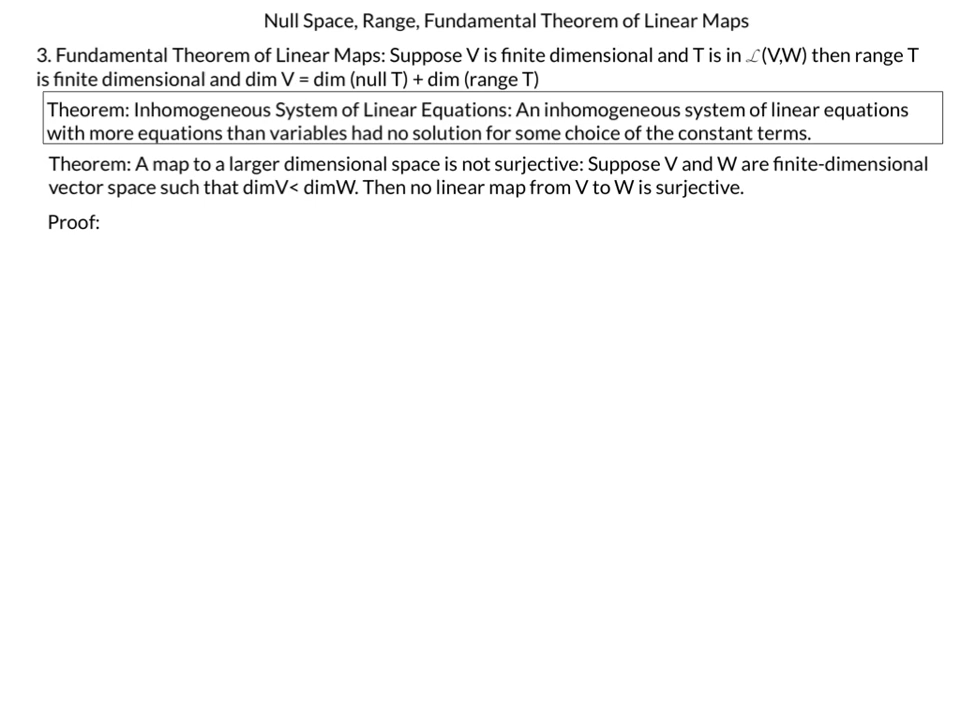 Null Space, Range, Fundamental Theorem of Linear Maps
3. Fundamental Theorem of Linear Maps: Suppose V is finite dimensional and T is in ℒ(V,W) then range T
is finite dimensional and dim V = dim (null T) + dim (range T)
Theorem: Inhomogeneous System of Linear Equations: An inhomogeneous system of linear equations
with more equations than variables had no solution for some choice of the constant terms.
Theorem: A map to a larger dimensional space is not surjective: Suppose V and W are finite-dimensional
vector space such that dimV< dimW. Then no linear map from V to W is surjective.
Proof: